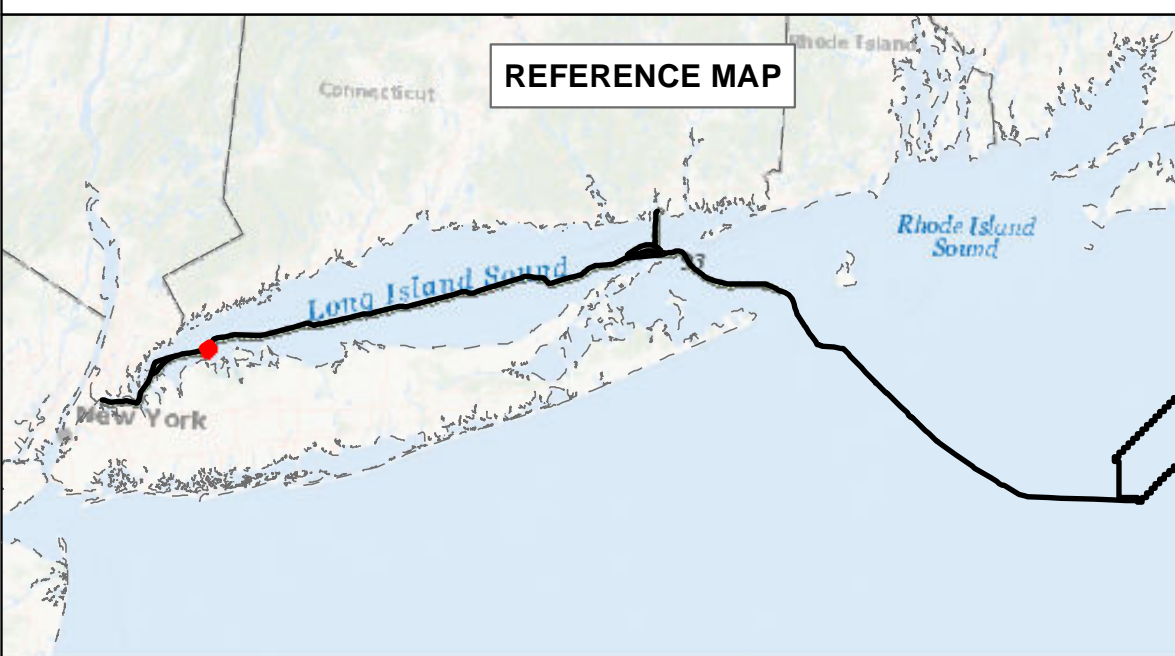 Rhode Island
REFERENCE MAP
Connecticut
Rhode Island
Sound
Long Island Sound
New York